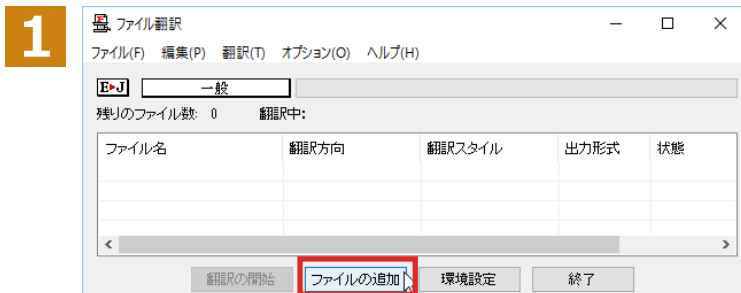 1
ファイル翻訳
ファイル(F) 編集(P) 翻訳(T) オプション(O) ヘルプ(H)
E▸J 一般
残りのファイル数: 0 翻訳中:
ファイル名 翻訳方向 翻訳スタイル 出力形式 状態
翻訳の開始 ファイルの追加 環境設定 終了